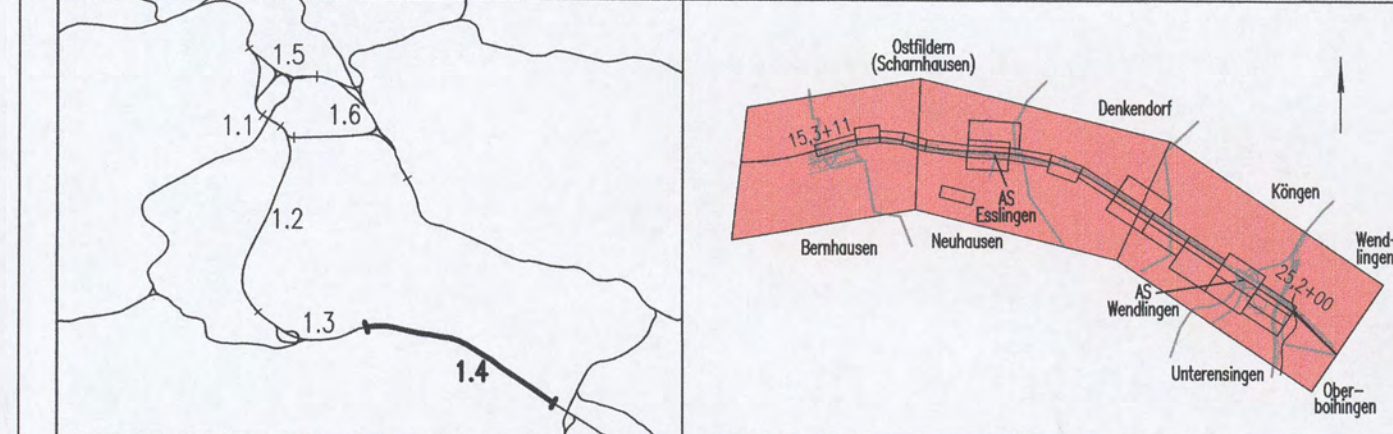 1.5
1.1
1.6
1.2
1.3
1.4
Ostfildern
(Scharnhausen)
Denkendorf
15,3+11
AS
Esslingen
Köngen
Bernhausen
Neuhausen
Wend-
lingen
25,2+00
AS
Wendlingen
Unterensingen
Ober-
boihingen